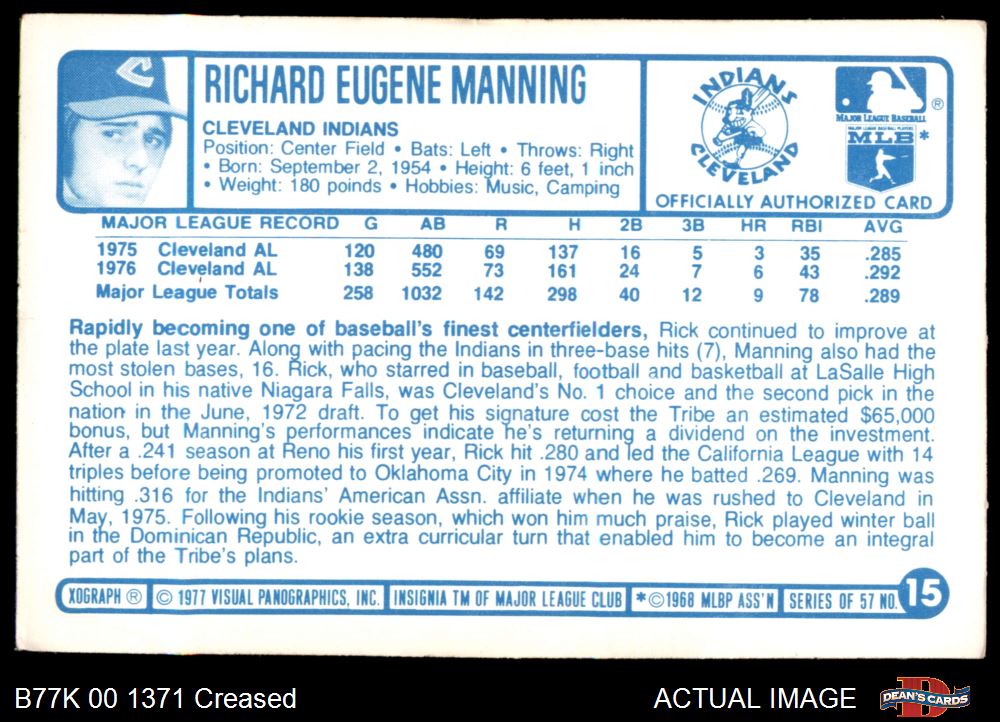 RICHARD EUGENE MANNING
CLEVELAND INDIANS
Position: Center Field • Bats: Left • Throws: Right
• Born: September 2, 1954 • Height: 6 feet, 1 inch
• Weight: 180 poinds • Hobbies: Music, Camping
C
INDIANS
CLEVELAND
®
MAJOR LEAGUE BASEBALL
MAJOR LEAGUE BASEBALL PLAYERS
MLB *
OFFICIALLY AUTHORIZED CARD
MAJOR LEAGUE RECORD G AB R H 2B 3B HR RBI AVG
1975 Cleveland AL 120 480 69 137 16 5 3 35 .285
1976 Cleveland AL 138 552 73 161 24 7 6 43 .292
Major League Totals 258 1032 142 298 40 12 9 78 .289
Rapidly becoming one of baseball's finest centerfielders, Rick continued to improve at
the plate last year. Along with pacing the Indians in three-base hits (7), Manning also had the
most stolen bases, 16. Rick, who starred in baseball, football and basketball at LaSalle High
School in his native Niagara Falls, was Cleveland's No. 1 choice and the second pick in the
nation in the June, 1972 draft. To get his signature cost the Tribe an estimated $65,000
bonus, but Manning's performances indicate he's returning a dividend on the investment.
After a .241 season at Reno his first year, Rick hit .280 and led the California League with 14
triples before being promoted to Oklahoma City in 1974 where he batted .269. Manning was
hitting .316 for the Indians' American Assn. affiliate when he was rushed to Cleveland in
May, 1975. Following his rookie season, which won him much praise, Rick played winter ball
in the Dominican Republic, an extra curricular turn that enabled him to become an integral
part of the Tribe's plans.
XOGRAPH ® © 1977 VISUAL PANOGRAPHICS, INC. INSIGNIA TM OF MAJOR LEAGUE CLUB *©1968 MLBP ASS'N SERIES OF 57 NO. 15
B77K 00 1371 Creased
ACTUAL IMAGE
DEAN'S CARDS